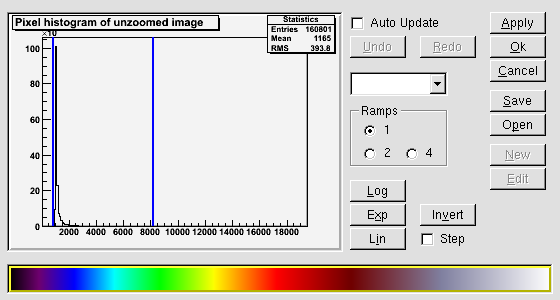 Pixel histogram of unzoomed image
Statistics
Entries 160801
Mean 1165
RMS 393.8
×10
100
80
60
40
20
0
2000 4000 6000 8000 10000 12000 14000 16000 18000
Auto Update
Undo Redo
Ramps
1
2 4
Log
Exp Invert
Lin Step
Apply
Ok
Cancel
Save
Open
New
Edit